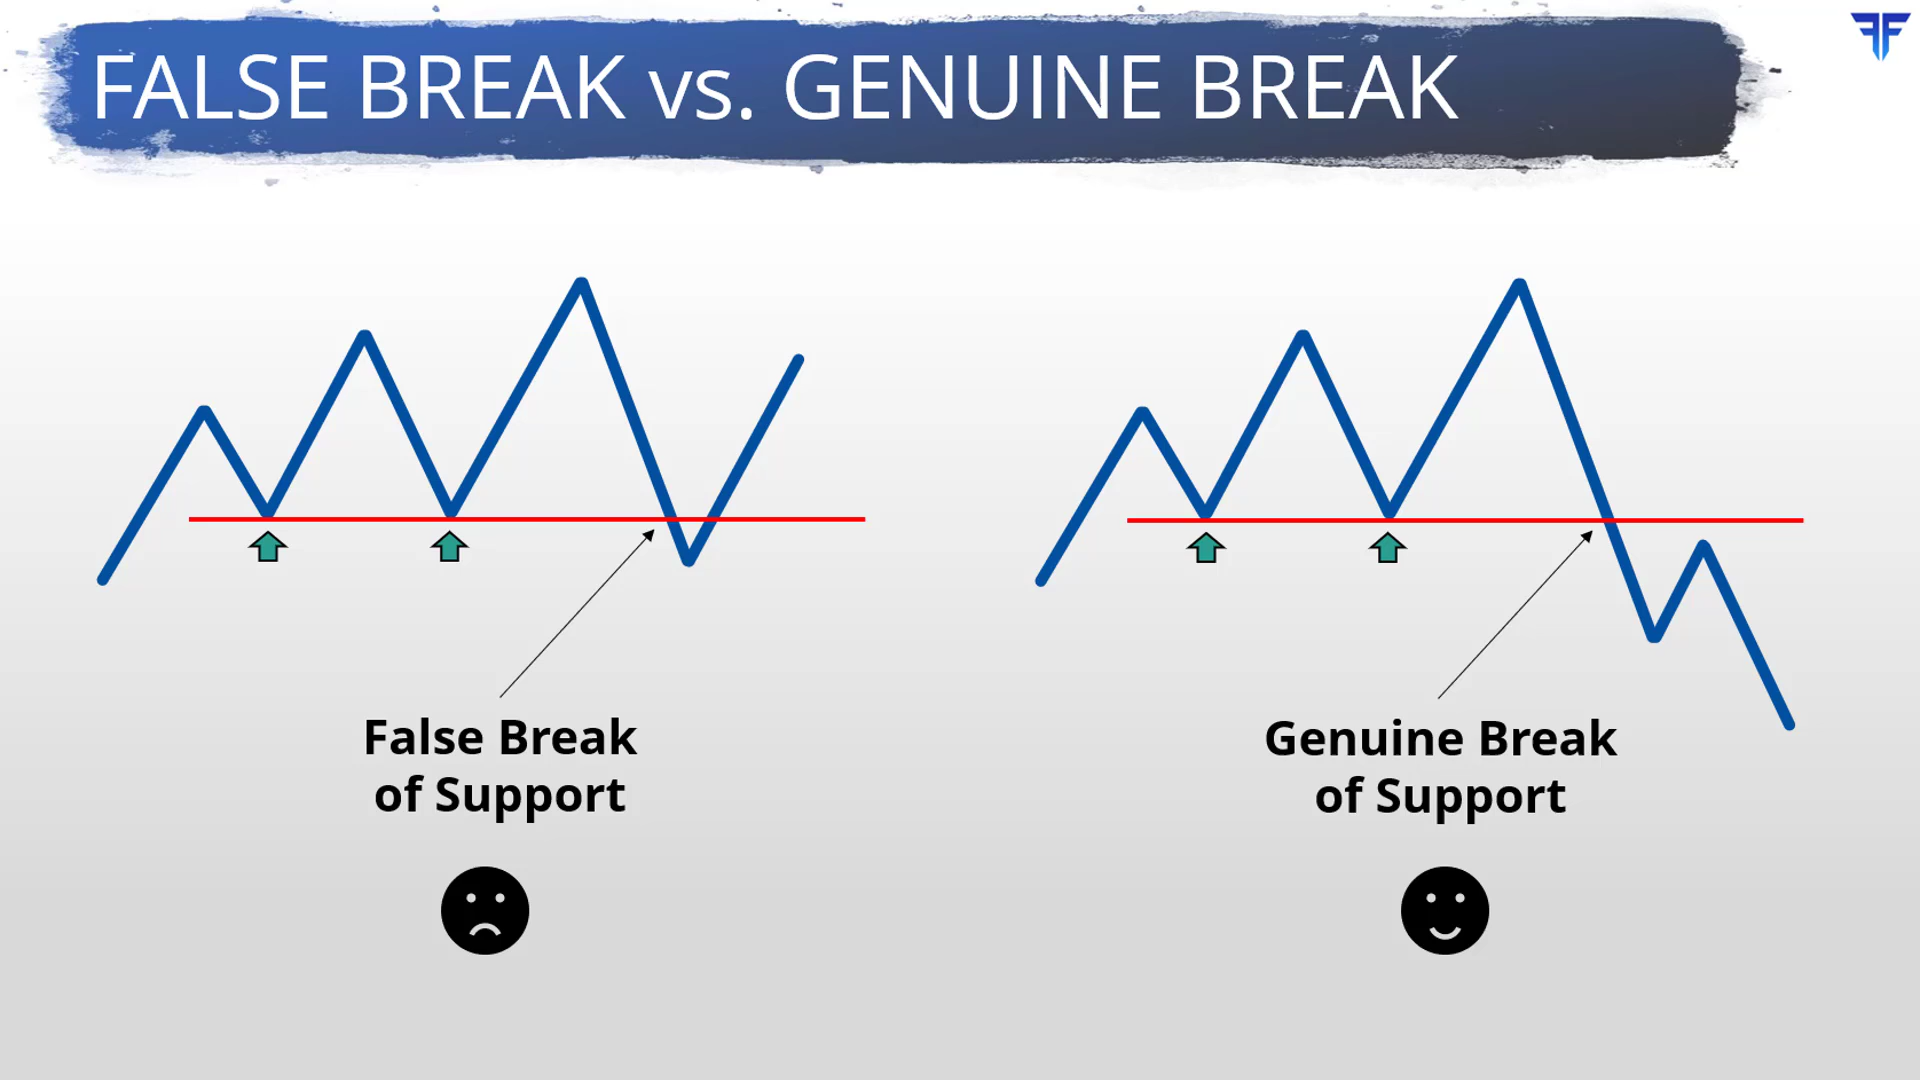 FALSE BREAK vs. GENUINE BREAK
False Break
of Support
Genuine Break
of Support